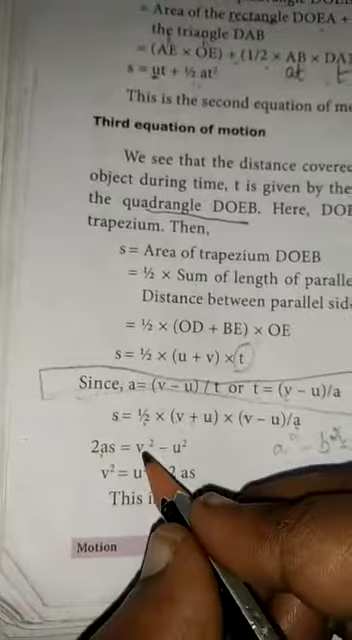 = Area of the rectangle DOEA +
the triangle DAB
= (AE × OE) + (1/2 × AB × DA
at t
s = ut + ½ at²
This is the second equation of m
Third equation of motion
We see that the distance covere
object during time, t is given by the
the quadrangle DOEB. Here, DOE
trapezium. Then,
s = Area of trapezium DOEB
= ½ × Sum of length of paralle
Distance between parallel sid
= ½ × (OD + BE) × OE
s = ½ × (u + v) × t
Since, a = (v – u) / t or t = (v – u)/a
s = ½ × (v + u) × (v – u)/a
2as = v² – u²
v² = u as
This
Motion